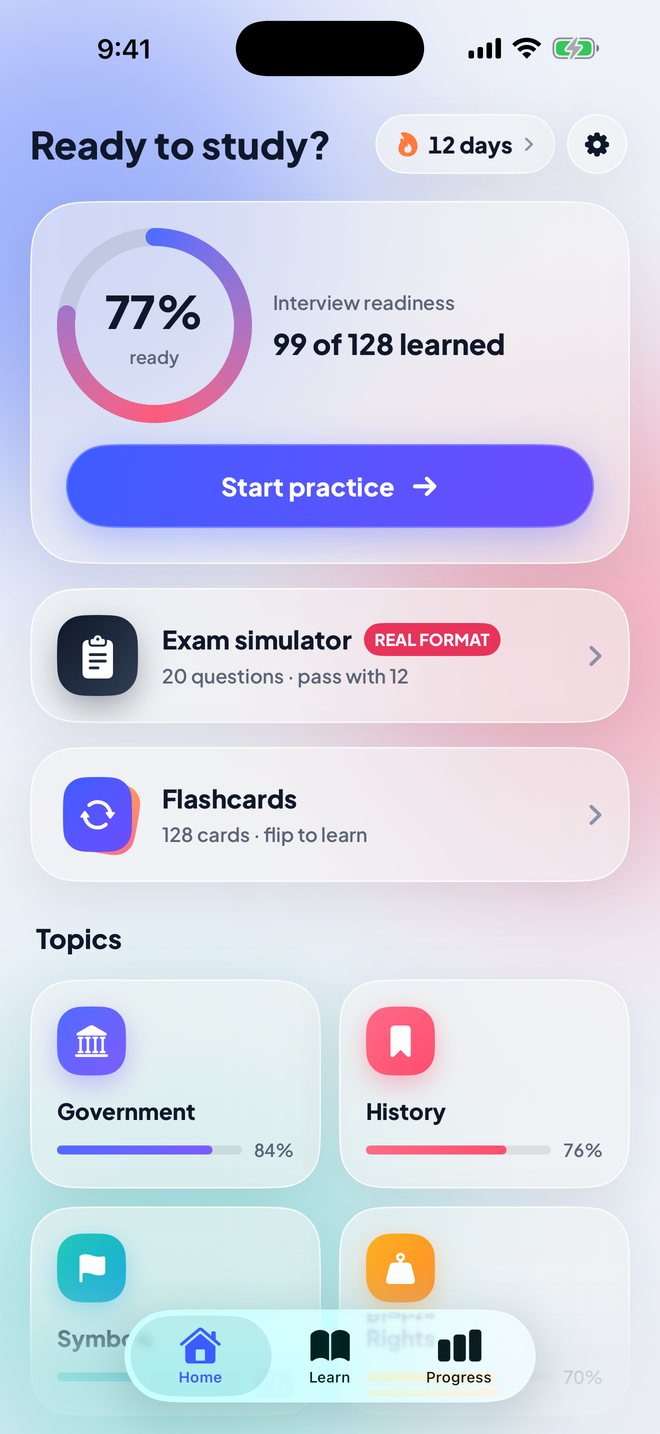 9:41
Ready to study?
12 days
77%
ready
Interview readiness
99 of 128 learned
Start practice
Exam simulator
REAL FORMAT
20 questions · pass with 12
Flashcards
128 cards · flip to learn
Topics
Government
84%
History
76%
Rights
70%
Home
Learn
Progress